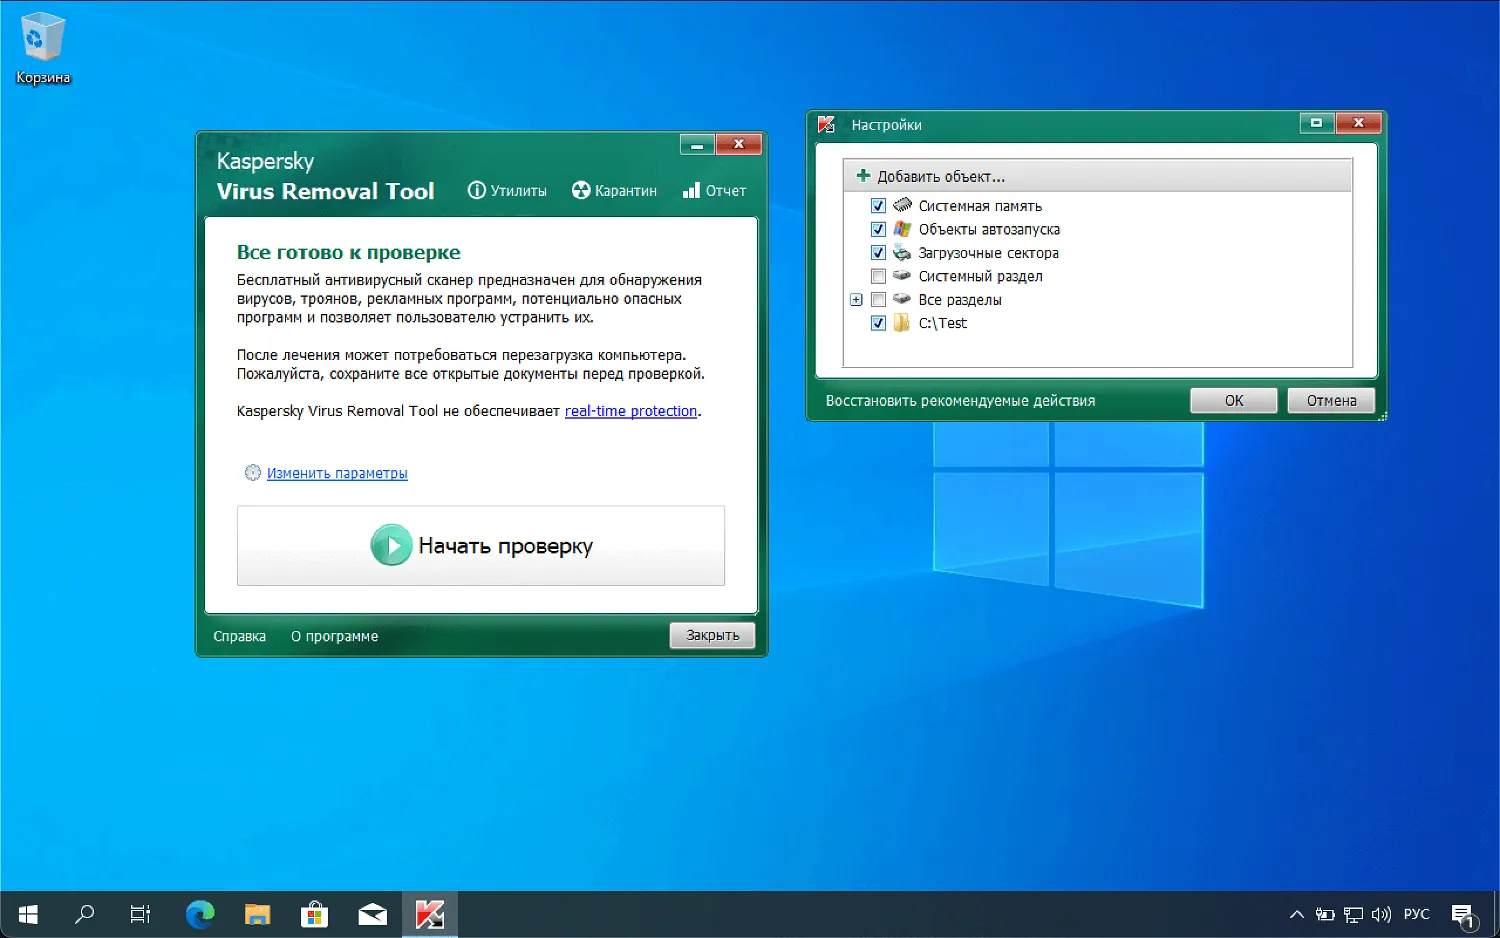 Корзина
Kaspersky
Virus Removal Tool
Утилиты
Карантин
Отчет
Все готово к проверке
Бесплатный антивирусный сканер предназначен для обнаружения
вирусов, троянов, рекламных программ, потенциально опасных
программ и позволяет пользователю устранить их.
После лечения может потребоваться перезагрузка компьютера.
Пожалуйста, сохраните все открытые документы перед проверкой.
Kaspersky Virus Removal Tool не обеспечивает real-time protection.
Изменить параметры
Начать проверку
Справка
О программе
Закрыть
Настройки
Добавить объект...
Системная память
Объекты автозапуска
Загрузочные сектора
Системный раздел
Все разделы
C:\Test
Восстановить рекомендуемые действия
ОК
Отмена
РУС
1